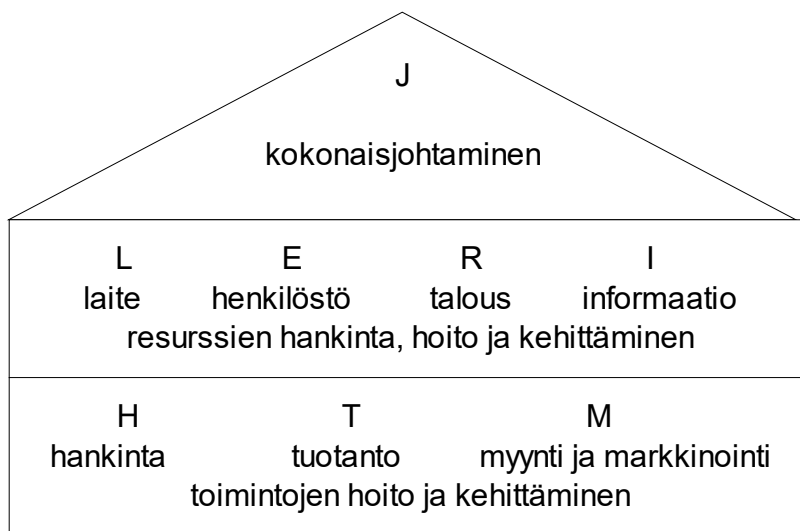 J
kokonaisjohtaminen
L E R I
laite henkilöstö talous informaatio
resurssien hankinta, hoito ja kehittäminen
H T M
hankinta tuotanto myynti ja markkinointi
toimintojen hoito ja kehittäminen